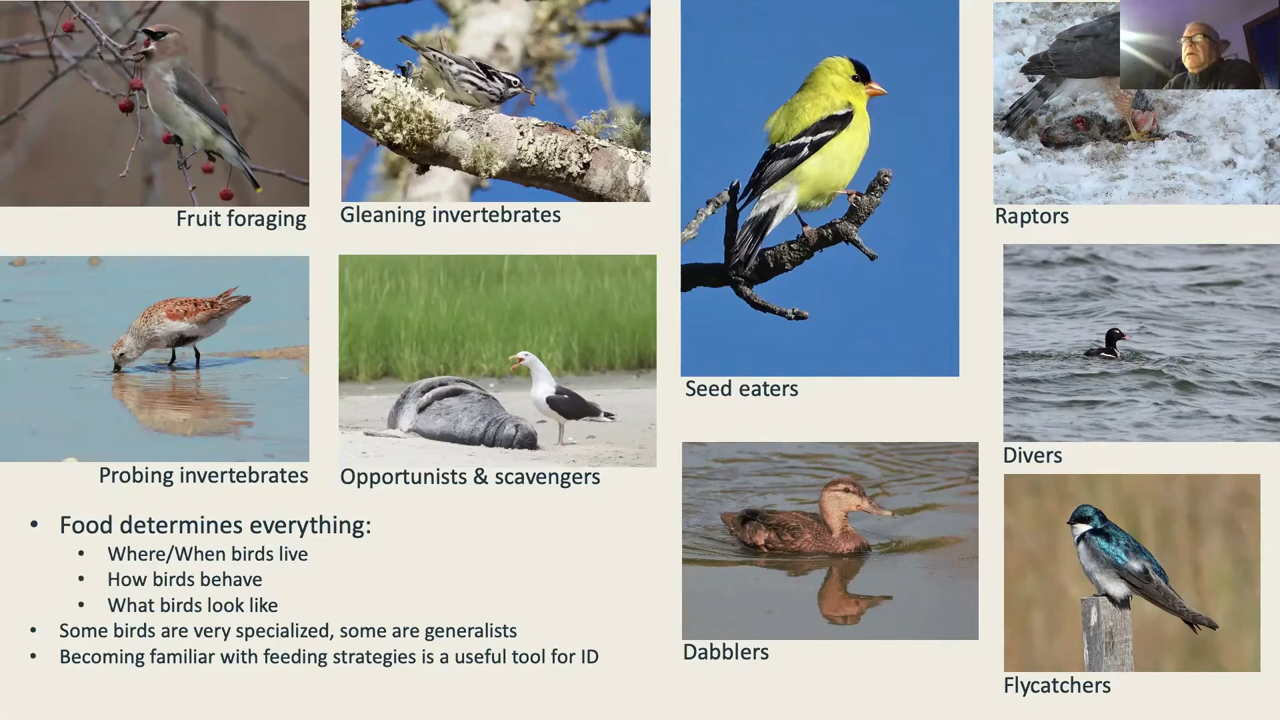 Fruit foraging
Gleaning invertebrates
Raptors
Seed eaters
Probing invertebrates
Opportunists & scavengers
Divers
Dabblers
Flycatchers
• Food determines everything:
• Where/When birds live
• How birds behave
• What birds look like
• Some birds are very specialized, some are generalists
• Becoming familiar with feeding strategies is a useful tool for ID